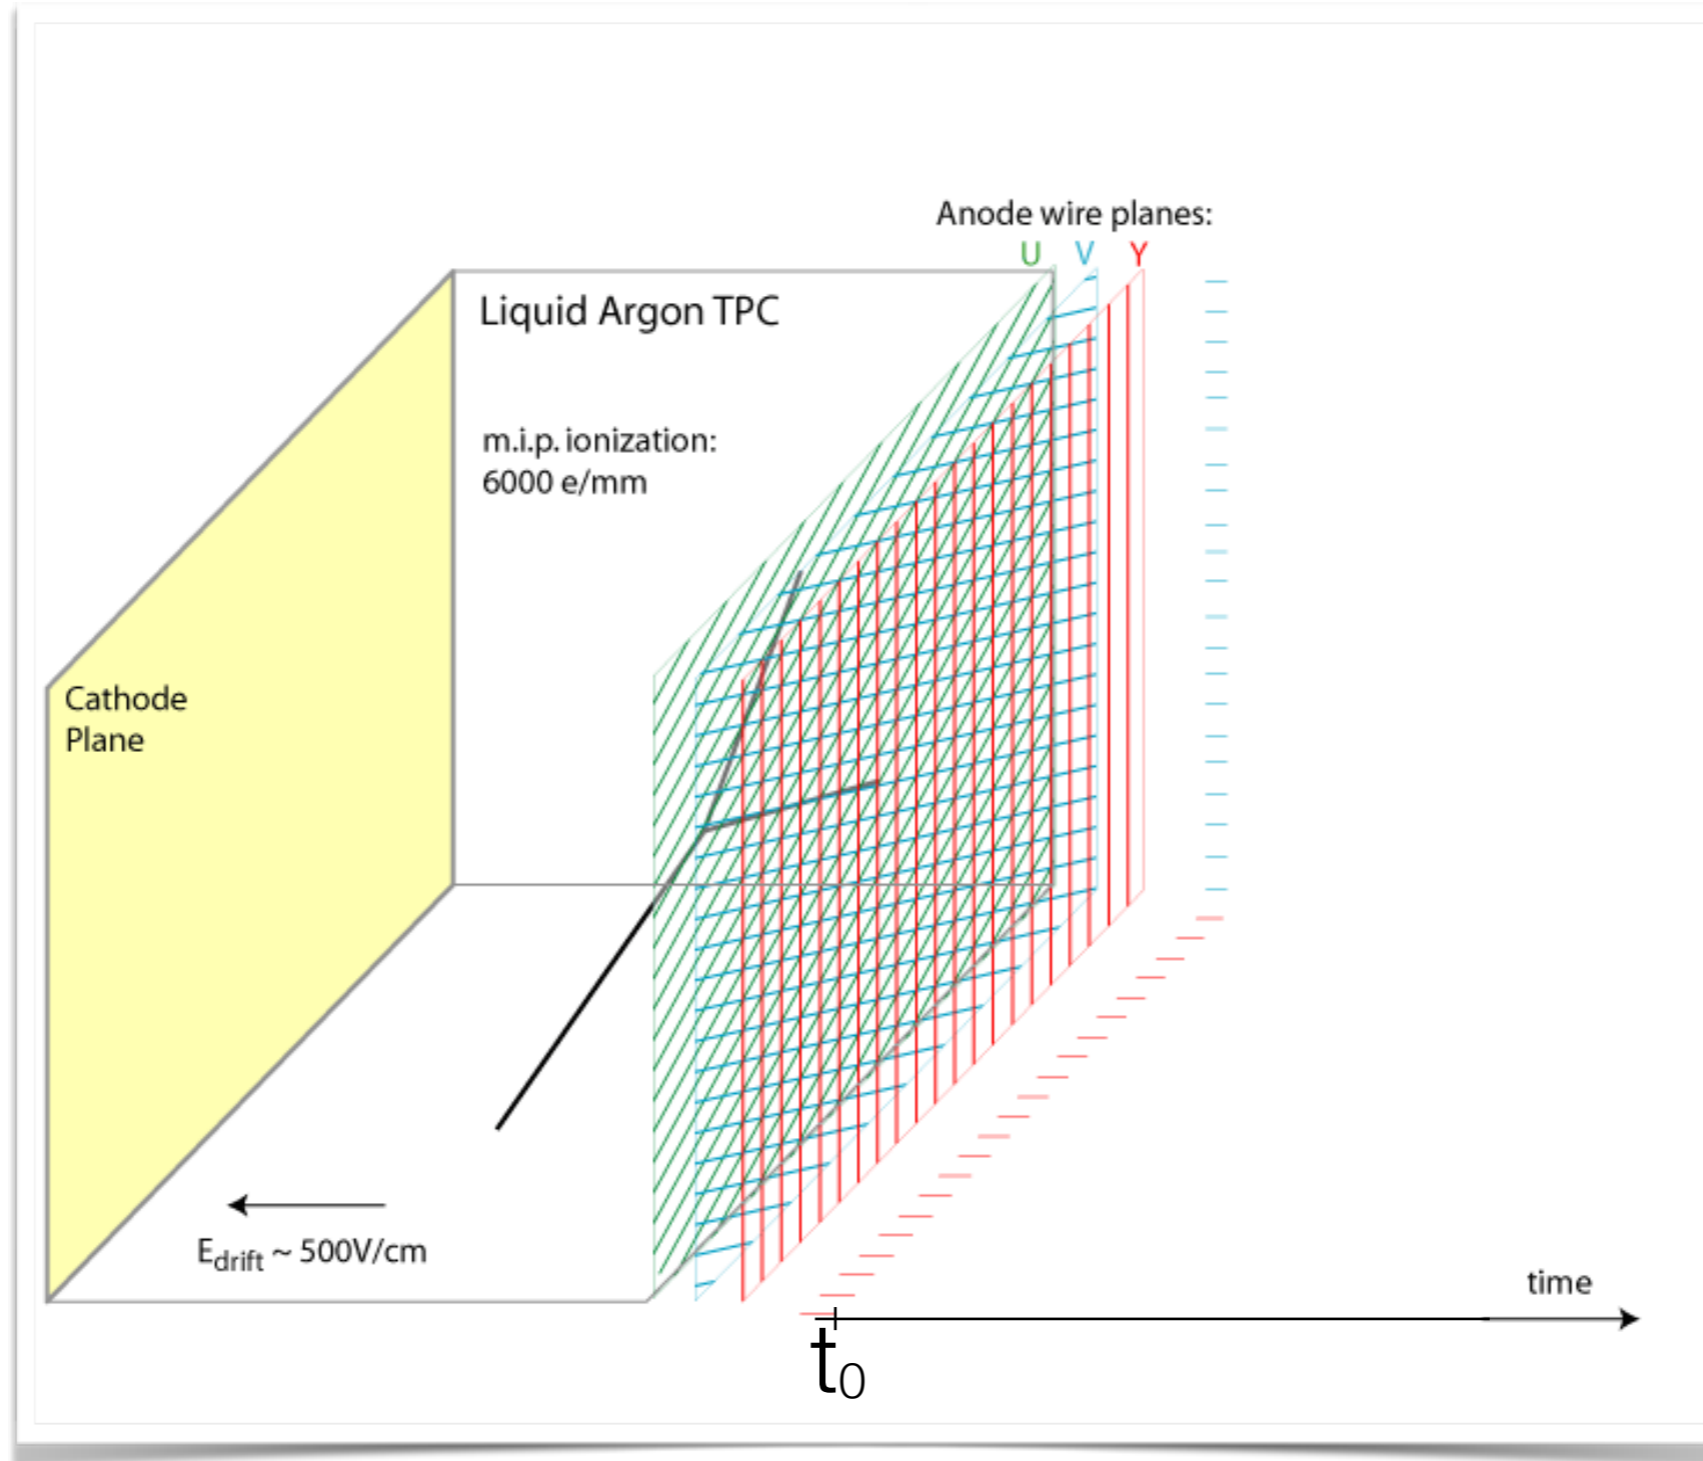 Anode wire planes:
U V Y
Liquid Argon TPC
m.i.p. ionization:
6000 e/mm
Cathode
Plane
Edrift ~ 500V/cm
time
t0